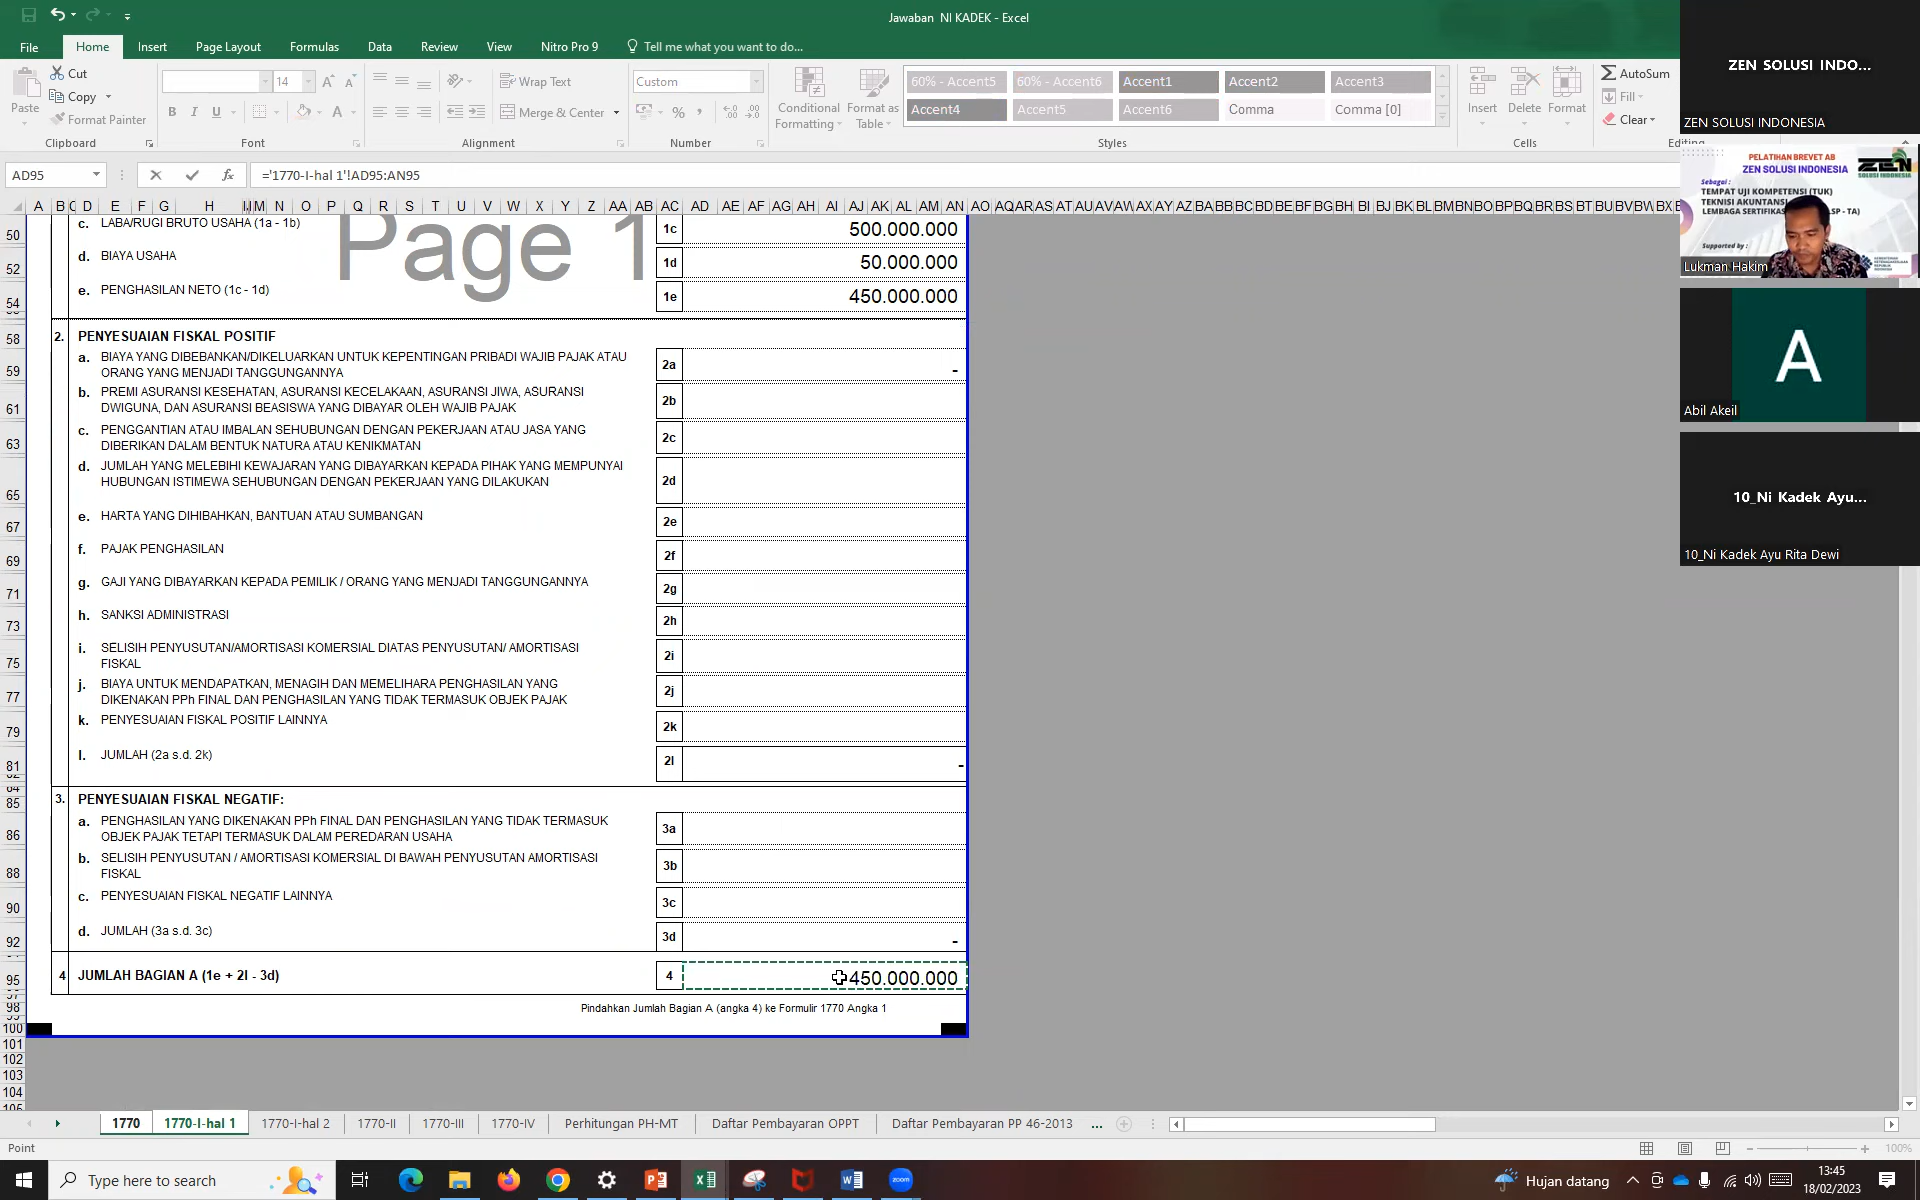 Jawaban NI KADEK - Excel
File Home Insert Page Layout Formulas Data Review View Nitro Pro 9 Tell me what you want to do...
Cut
Copy
Format Painter
Paste
14
Wrap Text
Merge & Center
Custom
Conditional Formatting
Format as Table
60% - Accent5 60% - Accent6 Accent1 Accent2 Accent3
Accent4 Accent5 Accent6 Comma Comma [0]
Insert Delete Format
AutoSum
Fill
Clear
Clipboard Font Alignment Number Styles Cells Editing
AD95 ='1770-I-hal 1'!AD95:AN95
Page 1
c. LABA/RUGI BRUTO USAHA (1a - 1b) 1c 500.000.000
d. BIAYA USAHA 1d 50.000.000
e. PENGHASILAN NETO (1c - 1d) 1e 450.000.000
2. PENYESUAIAN FISKAL POSITIF
a. BIAYA YANG DIBEBANKAN/DIKELUARKAN UNTUK KEPENTINGAN PRIBADI WAJIB PAJAK ATAU
ORANG YANG MENJADI TANGGUNGANNYA 2a -
b. PREMI ASURANSI KESEHATAN, ASURANSI KECELAKAAN, ASURANSI JIWA, ASURANSI
DWIGUNA, DAN ASURANSI BEASISWA YANG DIBAYAR OLEH WAJIB PAJAK 2b
c. PENGGANTIAN ATAU IMBALAN SEHUBUNGAN DENGAN PEKERJAAN ATAU JASA YANG
DIBERIKAN DALAM BENTUK NATURA ATAU KENIKMATAN 2c
d. JUMLAH YANG MELEBIHI KEWAJARAN YANG DIBAYARKAN KEPADA PIHAK YANG MEMPUNYAI
HUBUNGAN ISTIMEWA SEHUBUNGAN DENGAN PEKERJAAN YANG DILAKUKAN 2d
e. HARTA YANG DIHIBAHKAN, BANTUAN ATAU SUMBANGAN 2e
f. PAJAK PENGHASILAN 2f
g. GAJI YANG DIBAYARKAN KEPADA PEMILIK / ORANG YANG MENJADI TANGGUNGANNYA 2g
h. SANKSI ADMINISTRASI 2h
i. SELISIH PENYUSUTAN/AMORTISASI KOMERSIAL DIATAS PENYUSUTAN/ AMORTISASI
FISKAL 2i
j. BIAYA UNTUK MENDAPATKAN, MENAGIH DAN MEMELIHARA PENGHASILAN YANG
DIKENAKAN PPh FINAL DAN PENGHASILAN YANG TIDAK TERMASUK OBJEK PAJAK 2j
k. PENYESUAIAN FISKAL POSITIF LAINNYA 2k
l. JUMLAH (2a s.d. 2k) 2l -
3. PENYESUAIAN FISKAL NEGATIF:
a. PENGHASILAN YANG DIKENAKAN PPh FINAL DAN PENGHASILAN YANG TIDAK TERMASUK
OBJEK PAJAK TETAPI TERMASUK DALAM PEREDARAN USAHA 3a
b. SELISIH PENYUSUTAN / AMORTISASI KOMERSIAL DI BAWAH PENYUSUTAN AMORTISASI
FISKAL 3b
c. PENYESUAIAN FISKAL NEGATIF LAINNYA 3c
d. JUMLAH (3a s.d. 3c) 3d -
4 JUMLAH BAGIAN A (1e + 2l - 3d) 4 450.000.000
Pindahkan Jumlah Bagian A (angka 4) ke Formulir 1770 Angka 1
1770 1770-I-hal 1 1770-I-hal 2 1770-II 1770-III 1770-IV Perhitungan PH-MT Daftar Pembayaran OPPT Daftar Pembayaran PP 46-2013 ...
Point 100%
Type here to search
Hujan datang
13:45
18/02/2023
ZEN SOLUSI INDO...
ZEN SOLUSI INDONESIA
PELATIHAN BREVET AB
ZEN SOLUSI INDONESIA
ZEN
SOLUSI INDONESIA
Sebagai :
TEMPAT UJI KOMPETENSI (TUK)
TEKNISI AKUNTANSI
LEMBAGA SERTIFIKAS
Supported by :
Lukman Hakim
A
Abil Akeil
10_Ni Kadek Ayu...
10_Ni Kadek Ayu Rita Dewi